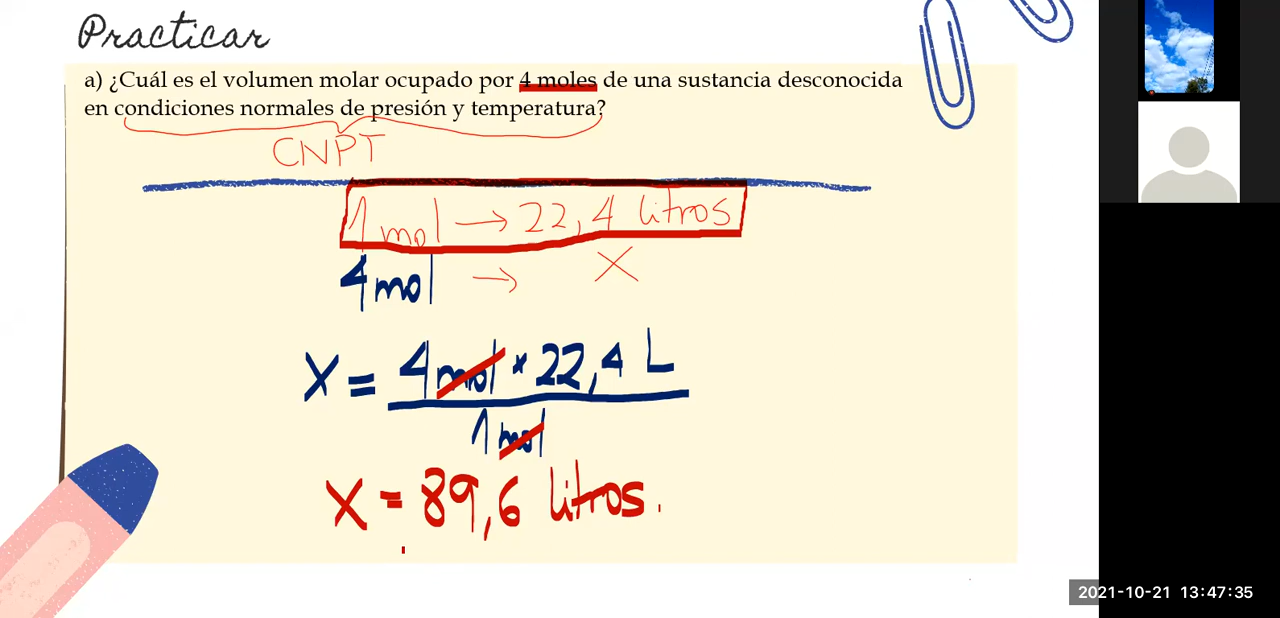 Practicar
a) ¿Cuál es el volumen molar ocupado por 4 moles de una sustancia desconocida
en condiciones normales de presión y temperatura?
CNPT
1 mol → 22,4 litros
4 mol → X
X = 4 mol * 22,4 L
1 mol
X = 89,6 litros.
2021-10-21 13:47:35